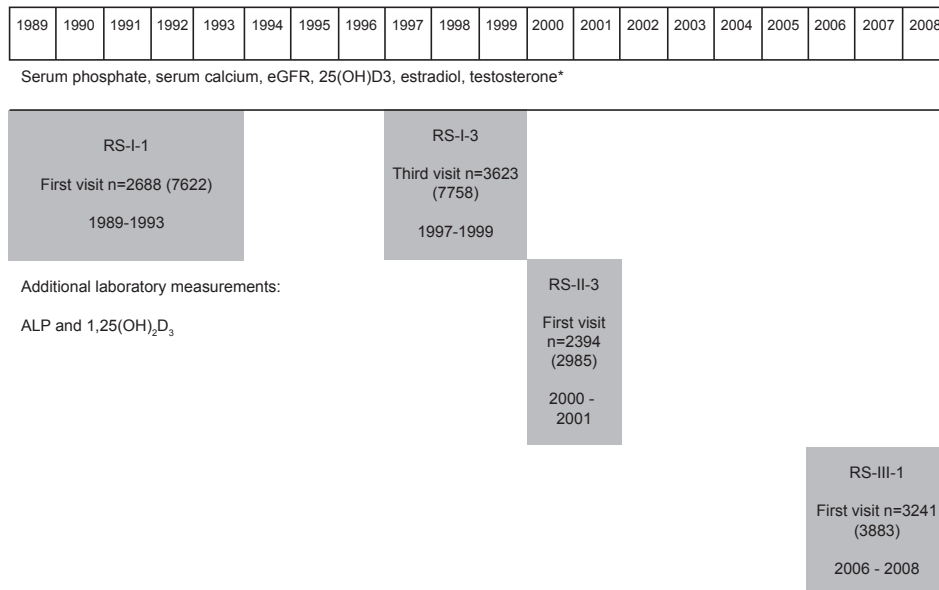 1989 1990 1991 1992 1993 1994 1995 1996 1997 1998 1999 2000 2001 2002 2003 2004 2005 2006 2007 2008
Serum phosphate, serum calcium, eGFR, 25(OH)D3, estradiol, testosterone*
RS-I-1
First visit n=2688 (7622)
1989-1993
RS-I-3
Third visit n=3623
(7758)
1997-1999
Additional laboratory measurements:
ALP and 1,25(OH)₂D₃
RS-II-3
First visit
n=2394
(2985)
2000 -
2001
RS-III-1
First visit n=3241
(3883)
2006 - 2008